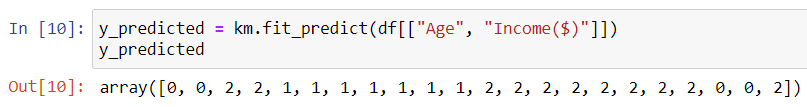 In [10]: y_predicted = km.fit_predict(df[["Age", "Income($)"]])
y_predicted
Out[10]: array([0, 0, 2, 2, 1, 1, 1, 1, 1, 1, 1, 2, 2, 2, 2, 2, 2, 2, 2, 0, 0, 2])